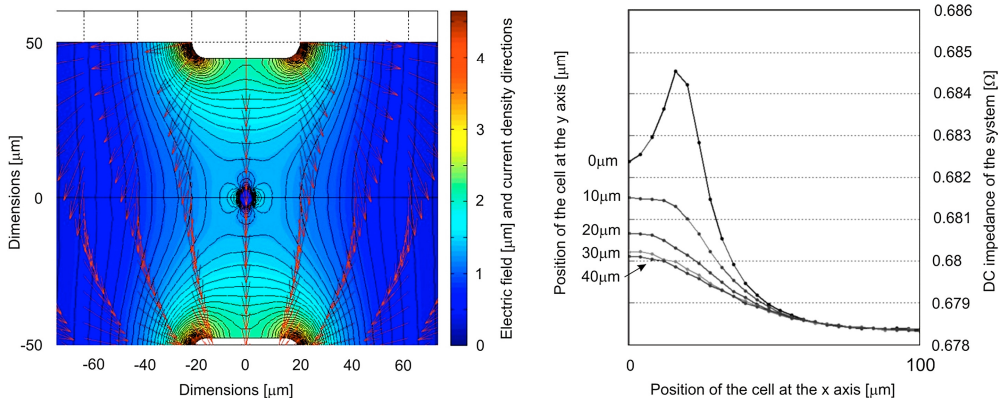 50
0
-50
Dimensions [µm]
-60
-40
-20
0
20
40
60
Dimensions [µm]
4
3
2
1
0
Electric field [µm] and current density directions
Position of the cell at the y axis [µm]
0µm
10µm
20µm
30µm
40µm
0
100
Position of the cell at the x axis [µm]
0.686
0.685
0.684
0.683
0.682
0.681
0.68
0.679
0.678
DC impedance of the system [Ω]